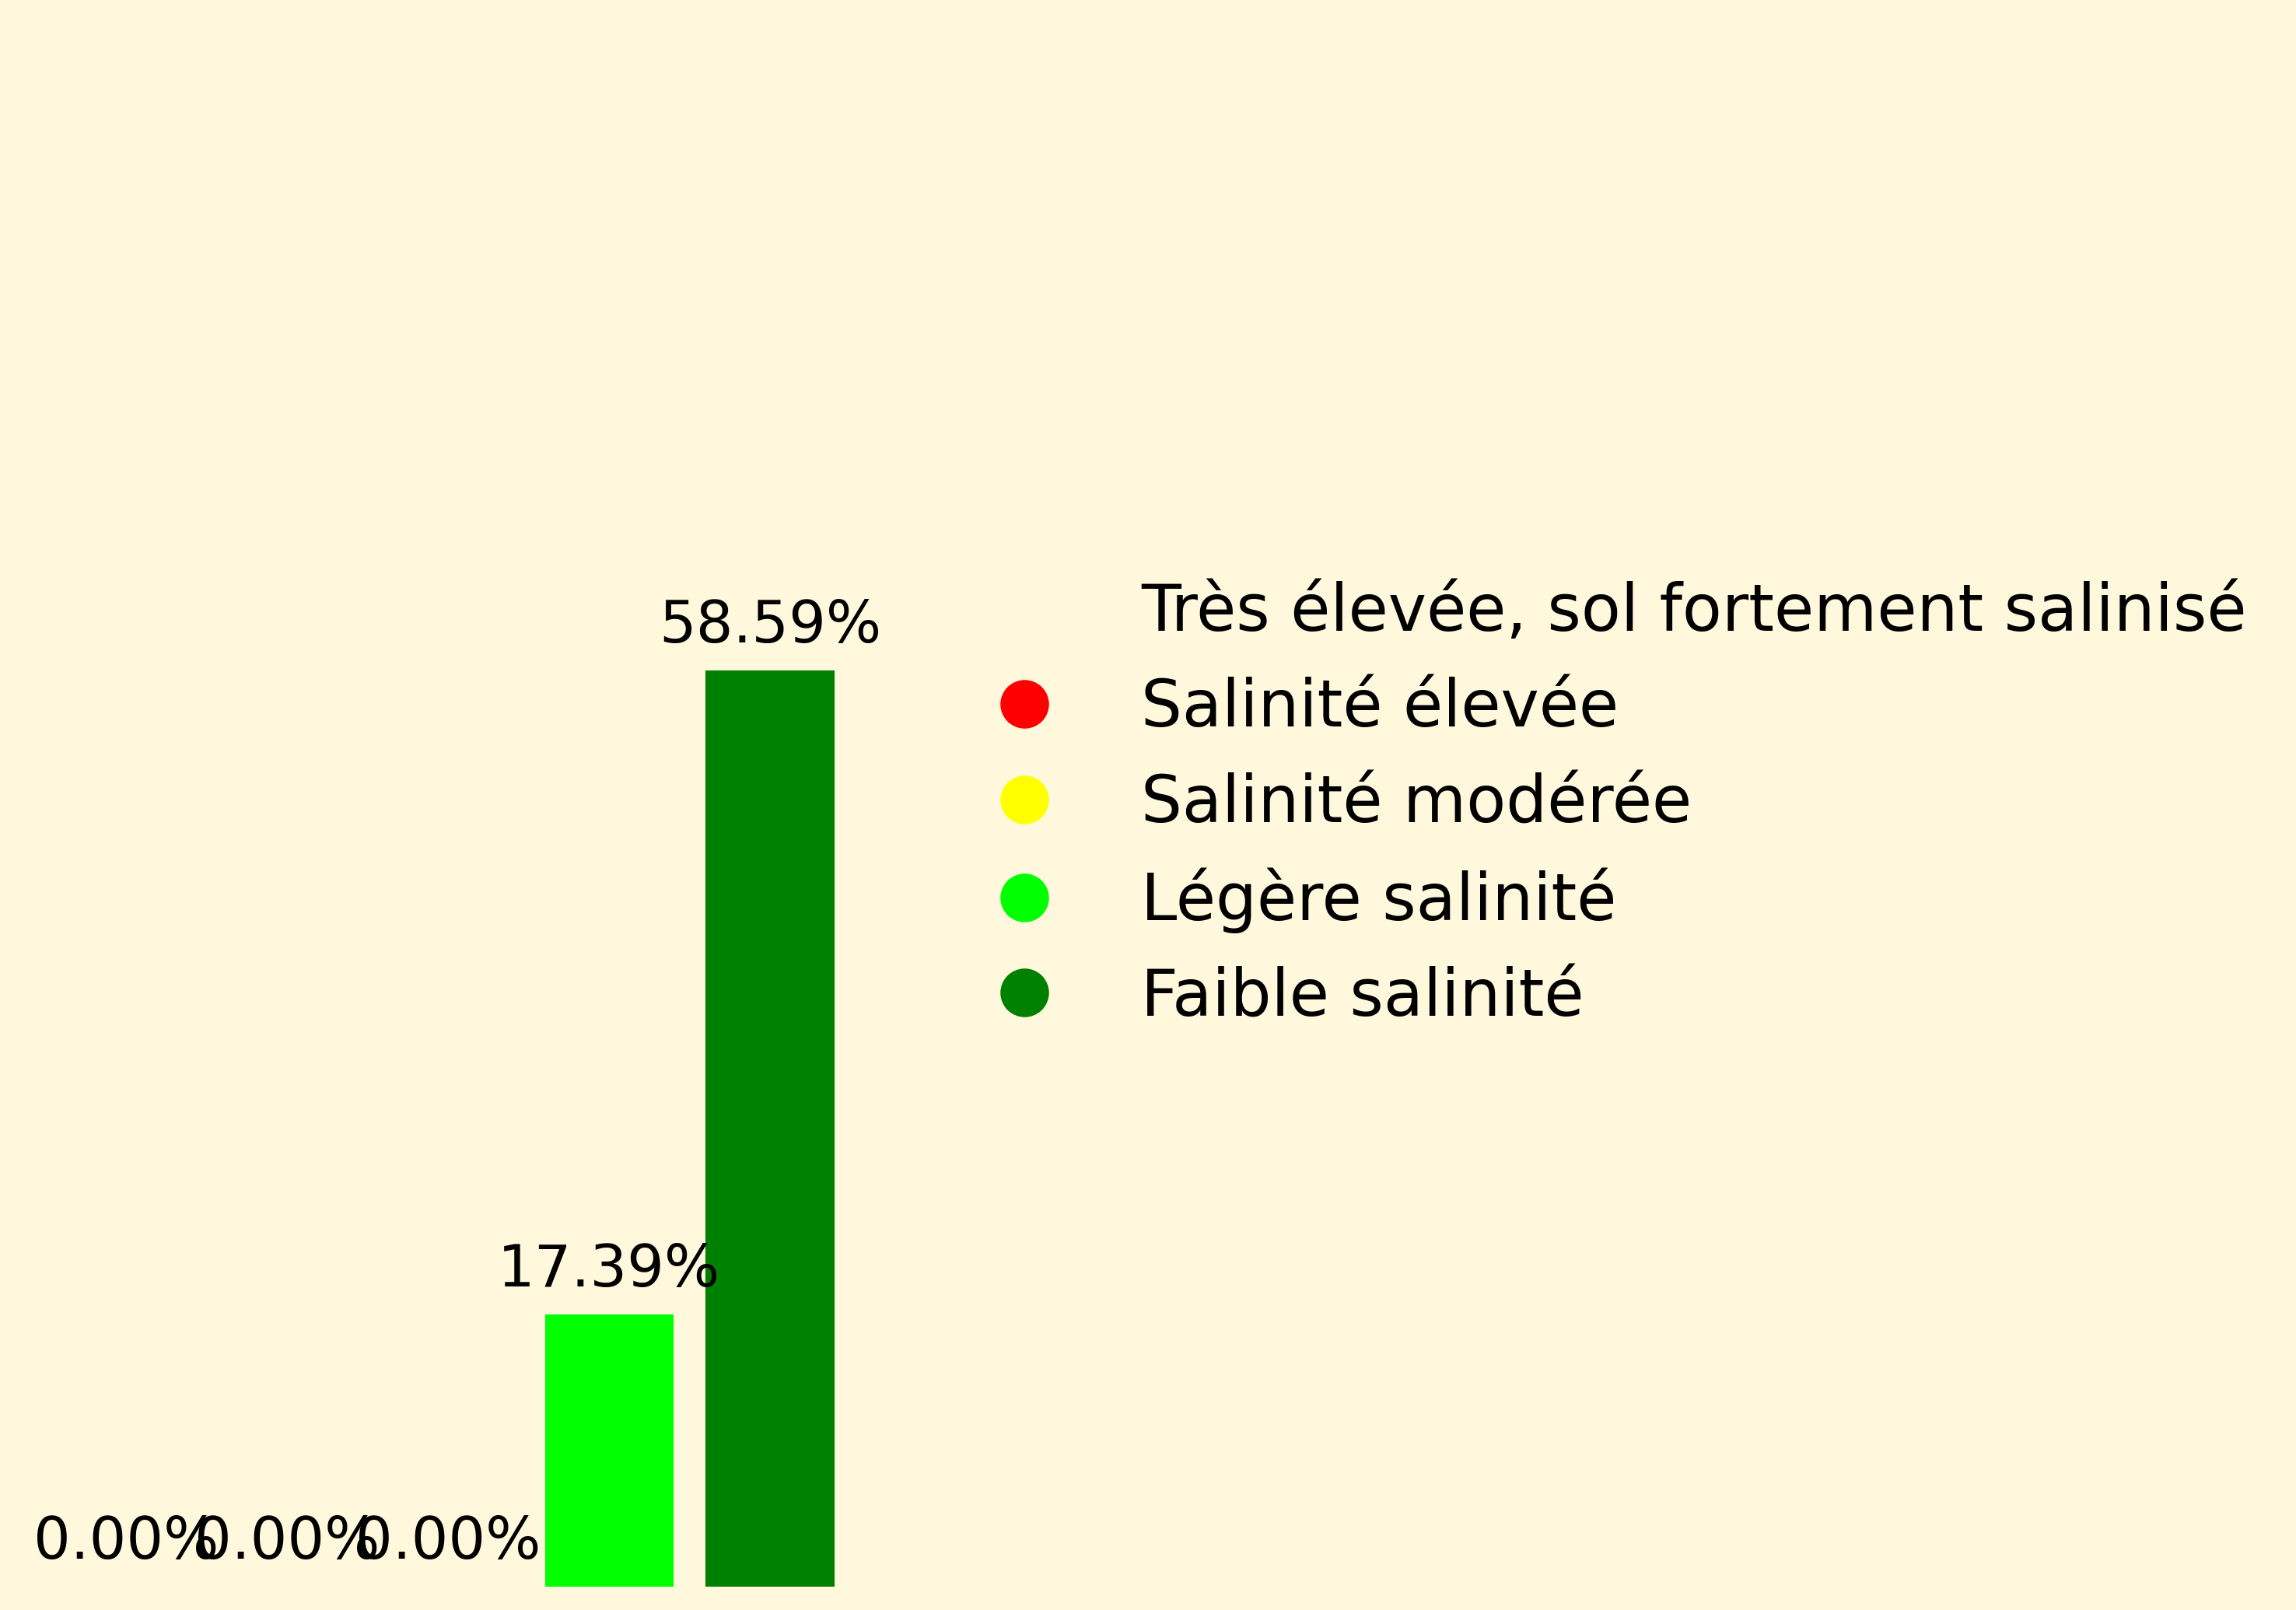 58.59%
17.39%
0.00% 0.00% 0.00%
Très élevée, sol fortement salinisé
Salinité élevée
Salinité modérée
Légère salinité
Faible salinité